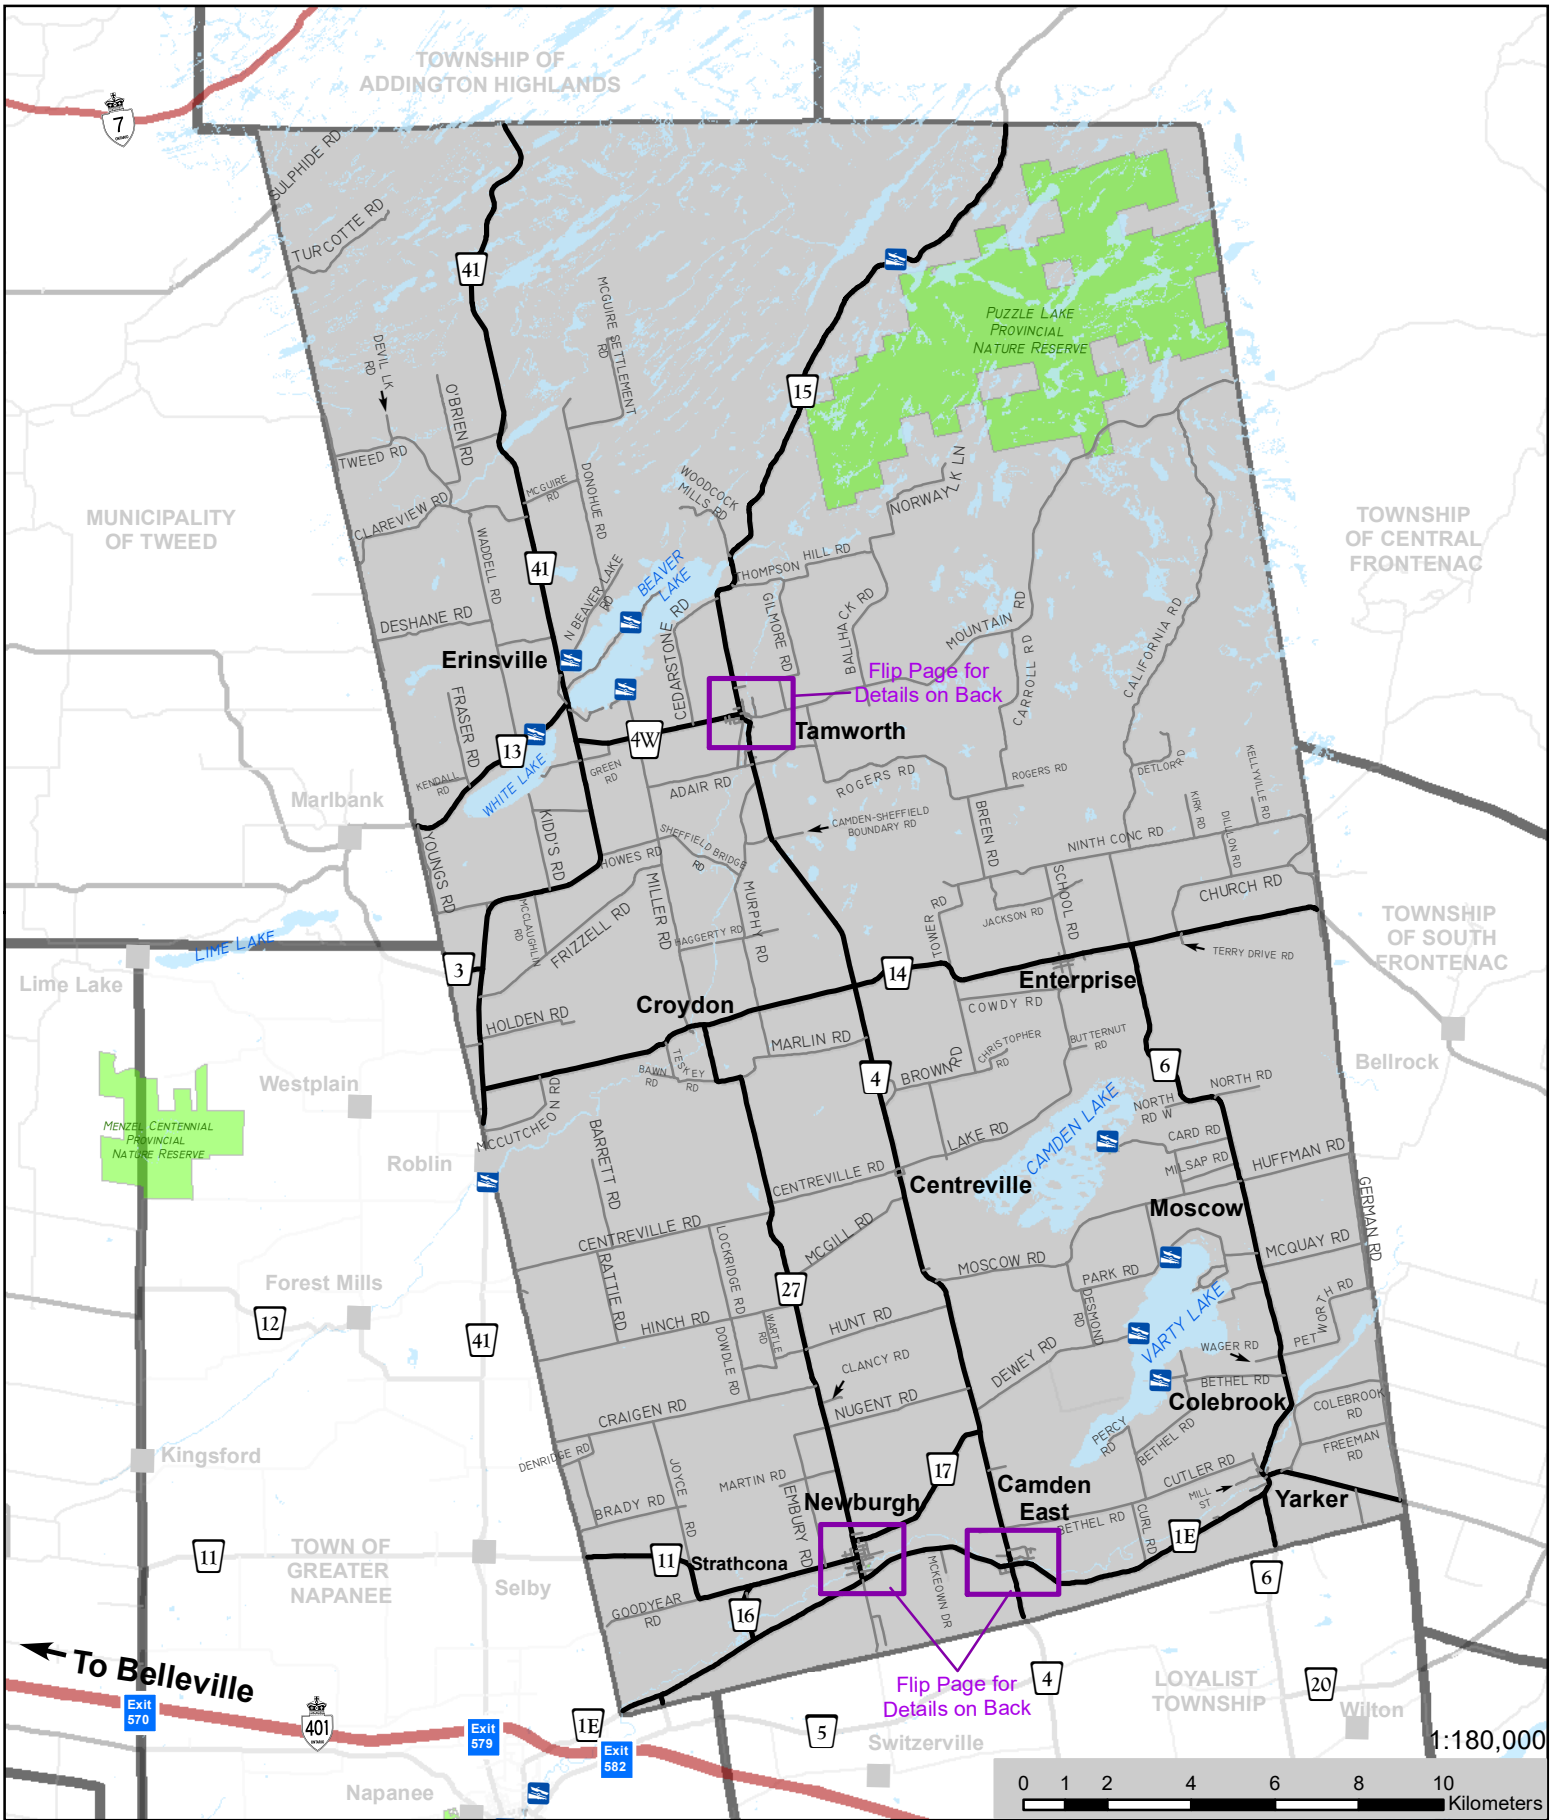 TOWNSHIP OF
ADDINGTON HIGHLANDS
7
ONTARIO
SULPHIDE RD
TURCOTTE RD
41
MCGUIRE SETTLEMENT
RD
PUZZLE LAKE
PROVINCIAL
NATURE RESERVE
DEVIL LK
RD
O'BRIEN RD
15
TWEED RD
CLAREVIEW RD
MCGUIRE
RD
DONOHUE RD
WOODCOCK
MILLS RD
NORWAY LK LN
MUNICIPALITY
OF TWEED
TOWNSHIP
OF CENTRAL
FRONTENAC
WADDELL RD
41
N BEAVER LAKE
RD
BEAVER
LAKE
THOMPSON HILL RD
DESHANE RD
CEDARSTONE RD
GILMORE RD
BALLHACK RD
MOUNTAIN RD
CARROLL RD
CALIFORNIA RD
Erinsville
Flip Page for
Details on Back
FRASER RD
13
4W
Tamworth
KENDALL
RD
WHITE LAKE
GREEN
RD
ADAIR RD
ROGERS RD
ROGERS RD
DETLOR RD
KELLYVILLE RD
Marlbank
KIDD'S RD
SHEFFIELD BRIDGE
RD
CAMDEN-SHEFFIELD
BOUNDARY RD
BREEN RD
NINTH CONC RD
KIRK RD
DILLON RD
YOUNGS RD
HOWES RD
MILLER RD
MURPHY RD
SCHOOL RD
CHURCH RD
MCCLAUGHLIN
RD
FRIZZELL RD
HAGGERTY RD
TOWER RD
JACKSON RD
TOWNSHIP
OF SOUTH
FRONTENAC
LIME LAKE
Lime Lake
3
14
Enterprise
TERRY DRIVE RD
HOLDEN RD
Croydon
COWDY RD
MARLIN RD
CHRISTOPHER
RD
BUTTERNUT
RD
TESKEY
RD
BAWN
RD
4
BROWN RD
6
Bellrock
Westplain
MCCUTCHEON RD
BARRETT RD
CAMDEN LAKE
NORTH RD
NORTH
RD W
MENZEL CENTENNIAL
PROVINCIAL
NATURE RESERVE
LAKE RD
CARD RD
Roblin
MILSAP RD
HUFFMAN RD
CENTREVILLE RD
Centreville
GERMAN RD
Moscow
CENTREVILLE RD
LOCKRIDGE RD
MCGILL RD
MOSCOW RD
MCQUAY RD
RATTIE RD
27
PARK RD
Forest Mills
12
41
HINCH RD
WARTLE
RD
HUNT RD
DESMOND
RD
VARTY LAKE
PETWORTH RD
DOWDLE RD
CLANCY RD
DEWEY RD
WAGER RD
BETHEL RD
NUGENT RD
Colebrook
COLEBROOK
RD
CRAIGEN RD
PERCY
RD
BETHEL RD
FREEMAN
RD
Kingsford
DENRIDGE RD
JOYCE
RD
MARTIN RD
17
CUTLER RD
BRADY RD
EMBURY RD
Newburgh
Camden
East
MILL
ST
Yarker
BETHEL RD
CURL RD
1E
11
TOWN OF
GREATER
NAPANEE
Selby
11
Strathcona
MCKEOWN DR
6
GOODYEAR
RD
16
To Belleville
Flip Page for
Details on Back
4
LOYALIST
TOWNSHIP
20
Wilton
Exit
570
401
ONTARIO
Exit
579
1E
Exit
582
5
Switzerville
Napanee
1:180,000
0 1 2 4 6 8 10
Kilometers